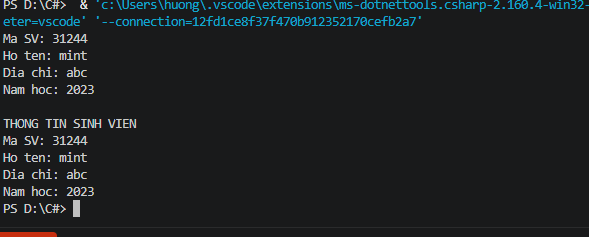 PS D:\C#>  & 'c:\Users\huong\.vscode\extensions\ms-dotnettools.csharp-2.160.4-win32-
eter=vscode' '--connection=12fd1ce8f37f470b912352170cefb2a7'
Ma SV: 31244
Ho ten: mint
Dia chi: abc
Nam hoc: 2023

THONG TIN SINH VIEN
Ma SV: 31244
Ho ten: mint
Dia chi: abc
Nam hoc: 2023
PS D:\C#>